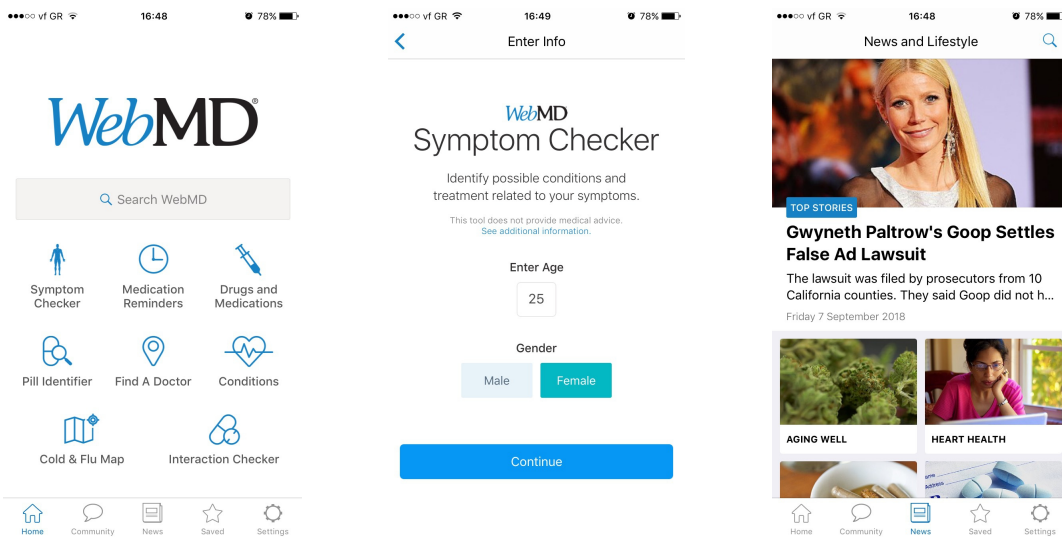 vf GR 16:48 78%
WebMD®
Search WebMD
Symptom Checker
Medication Reminders
Drugs and Medications
Pill Identifier
Find A Doctor
Conditions
Cold & Flu Map
Interaction Checker
Home Community News Saved Settings
vf GR 16:49 78%
Enter Info
WebMD
Symptom Checker
Identify possible conditions and
treatment related to your symptoms.
This tool does not provide medical advice.
See additional information.
Enter Age
25
Gender
Male Female
Continue
vf GR 16:48 78%
News and Lifestyle
TOP STORIES
Gwyneth Paltrow's Goop Settles
False Ad Lawsuit
The lawsuit was filed by prosecutors from 10
California counties. They said Goop did not h...
Friday 7 September 2018
AGING WELL
HEART HEALTH
Home Community News Saved Settings